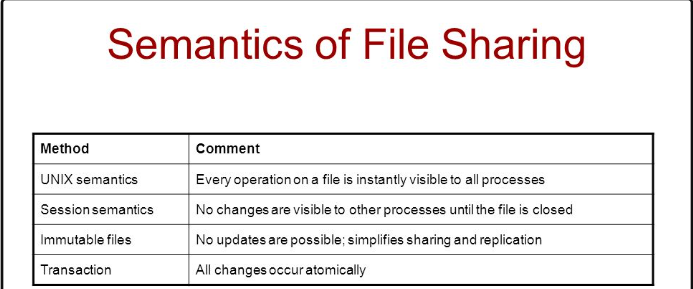 Semantics of File Sharing
Method Comment
UNIX semantics Every operation on a file is instantly visible to all processes
Session semantics No changes are visible to other processes until the file is closed
Immutable files No updates are possible; simplifies sharing and replication
Transaction All changes occur atomically